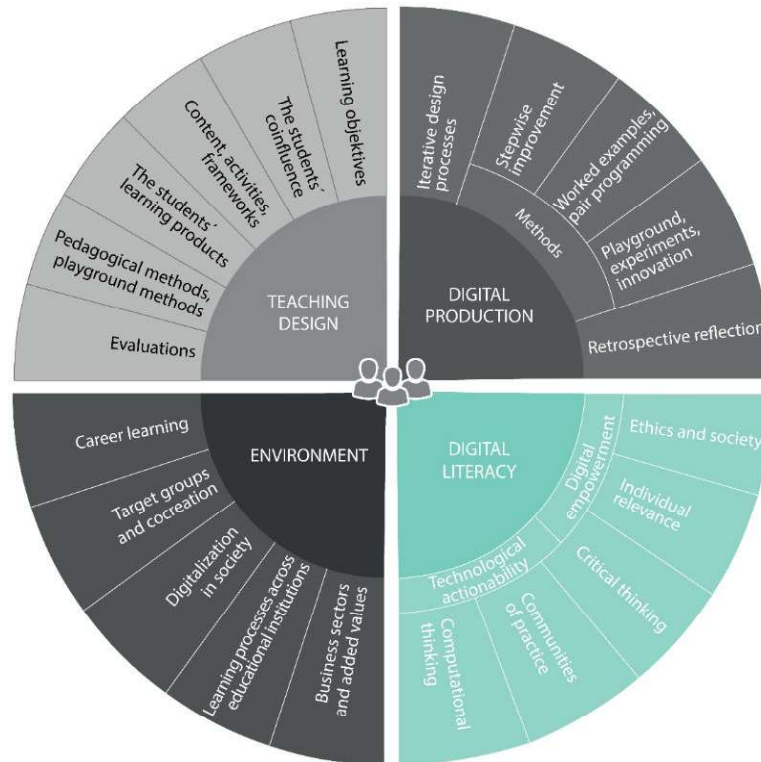 Learning objektives
The students´
coinfluence
Content, activities,
frameworks
The students´
learning products
Pedagogical methods,
playground methods
Evaluations
TEACHING
DESIGN
Iterative design
processes
Stepwise
improvement
Worked examples,
pair programming
Playground,
experiments,
innovation
Retrospective reflection
Methods
DIGITAL
PRODUCTION
Career learning
Target groups
and cocreation
Digitalization
in society
Learning processes across
educational institutions
Business sectors
and added values
ENVIRONMENT
DIGITAL
LITERACY
Digital
empowerment
Ethics and society
Individual
relevance
Critical thinking
Technological
actionability
Communities
of practice
Computational
thinking